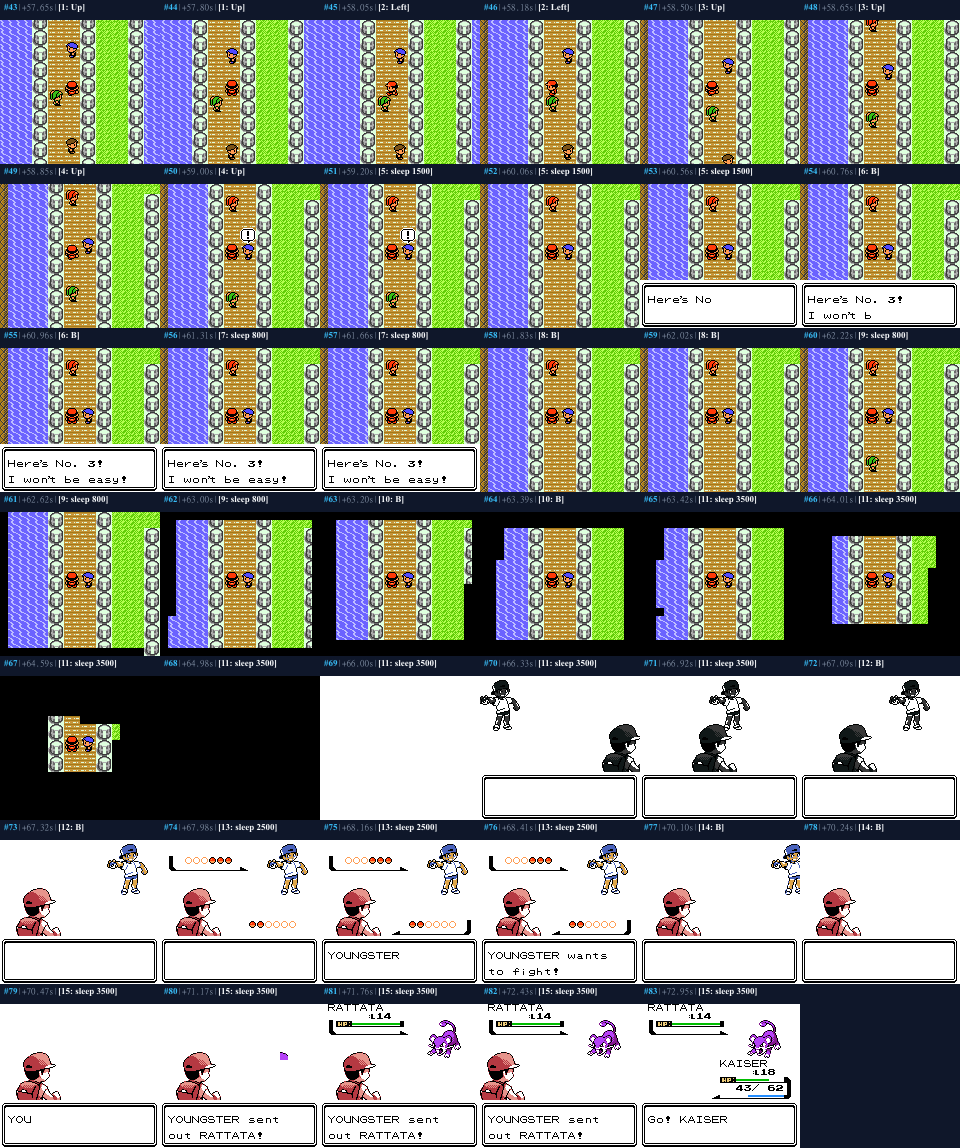 #43 | +57.65s | [1: Up] #44 | +57.80s | [1: Up] #45 | +58.05s | [2: Left] #46 | +58.18s | [2: Left] #47 | +58.50s | [3: Up] #48 | +58.65s | [3: Up]
#49 | +58.85s | [4: Up] #50 | +59.00s | [4: Up] #51 | +59.20s | [5: sleep 1500] #52 | +60.06s | [5: sleep 1500] #53 | +60.56s | [5: sleep 1500] #54 | +60.76s | [6: B]
!
!
Here's No
Here's No. 3!
I won't b
#55 | +60.96s | [6: B] #56 | +61.31s | [7: sleep 800] #57 | +61.66s | [7: sleep 800] #58 | +61.83s | [8: B] #59 | +62.02s | [8: B] #60 | +62.22s | [9: sleep 800]
Here's No. 3!
I won't be easy!
Here's No. 3!
I won't be easy!
Here's No. 3!
I won't be easy!
#61 | +62.62s | [9: sleep 800] #62 | +63.00s | [9: sleep 800] #63 | +63.20s | [10: B] #64 | +63.39s | [10: B] #65 | +63.42s | [11: sleep 3500] #66 | +64.01s | [11: sleep 3500]
#67 | +64.59s | [11: sleep 3500] #68 | +64.98s | [11: sleep 3500] #69 | +66.00s | [11: sleep 3500] #70 | +66.33s | [11: sleep 3500] #71 | +66.92s | [11: sleep 3500] #72 | +67.09s | [12: B]
#73 | +67.32s | [12: B] #74 | +67.98s | [13: sleep 2500] #75 | +68.16s | [13: sleep 2500] #76 | +68.41s | [13: sleep 2500] #77 | +70.10s | [14: B] #78 | +70.24s | [14: B]
YOUNGSTER
YOUNGSTER wants
to fight!
#79 | +70.47s | [15: sleep 3500] #80 | +71.17s | [15: sleep 3500] #81 | +71.76s | [15: sleep 3500] #82 | +72.43s | [15: sleep 3500] #83 | +72.95s | [15: sleep 3500]
YOU
YOUNGSTER sent
out RATTATA!
RATTATA
:L14
HP:
YOUNGSTER sent
out RATTATA!
RATTATA
:L14
HP:
YOUNGSTER sent
out RATTATA!
RATTATA
:L14
HP:
KAISER
:L18
HP:
43/ 62
Go! KAISER